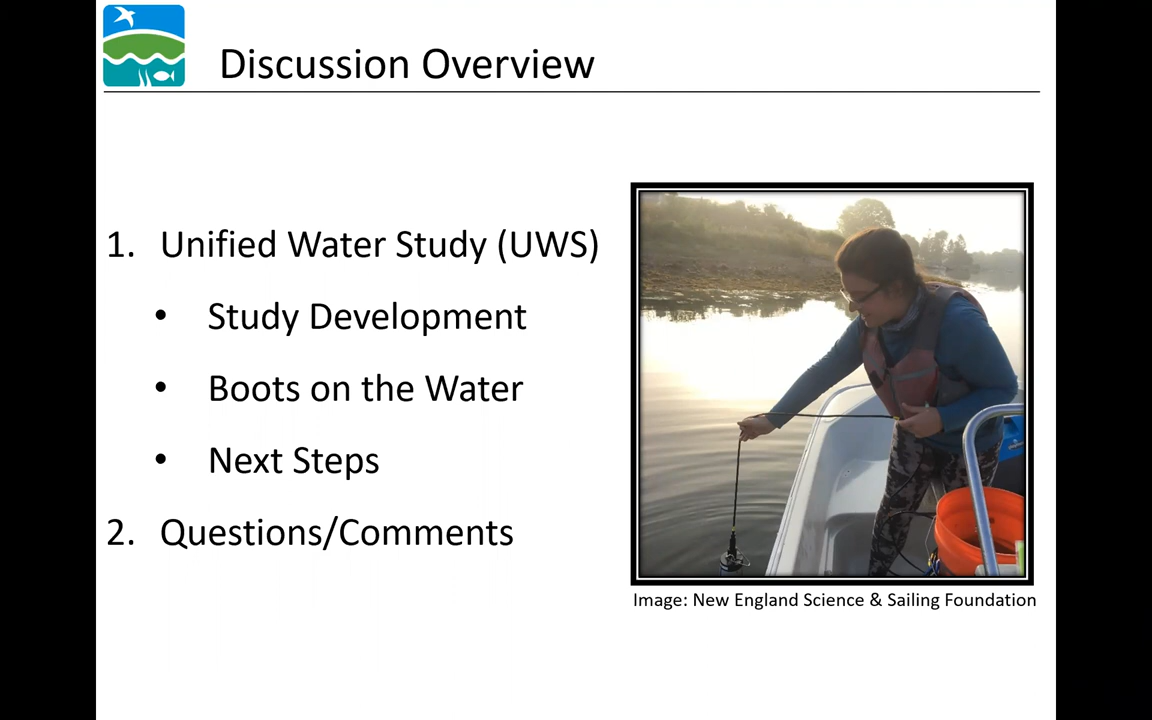 Discussion Overview
1. Unified Water Study (UWS)
• Study Development
• Boots on the Water
• Next Steps
2. Questions/Comments
Image: New England Science & Sailing Foundation